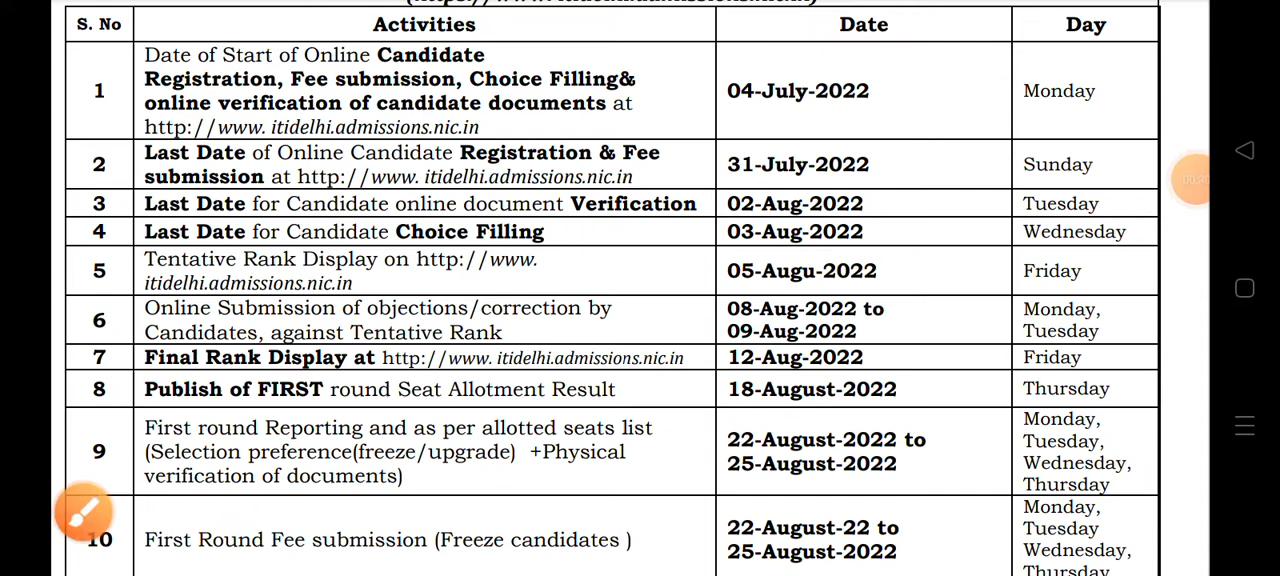 S. No Activities Date Day
1
Date of Start of Online Candidate
Registration, Fee submission, Choice Filling&
online verification of candidate documents at
http://www. itidelhi.admissions.nic.in
04-July-2022
Monday
2
Last Date of Online Candidate Registration & Fee
submission at http://www. itidelhi.admissions.nic.in
31-July-2022
Sunday
3 Last Date for Candidate online document Verification 02-Aug-2022 Tuesday
4 Last Date for Candidate Choice Filling 03-Aug-2022 Wednesday
5
Tentative Rank Display on http://www.
itidelhi.admissions.nic.in
05-Augu-2022
Friday
6
Online Submission of objections/correction by
Candidates, against Tentative Rank
08-Aug-2022 to
09-Aug-2022
Monday,
Tuesday
7 Final Rank Display at http://www. itidelhi.admissions.nic.in 12-Aug-2022 Friday
8 Publish of FIRST round Seat Allotment Result 18-August-2022 Thursday
9
First round Reporting and as per allotted seats list
(Selection preference(freeze/upgrade) +Physical
verification of documents)
22-August-2022 to
25-August-2022
Monday,
Tuesday,
Wednesday,
Thursday
10
First Round Fee submission (Freeze candidates )
22-August-22 to
25-August-2022
Monday,
Tuesday
Wednesday,
Thursday